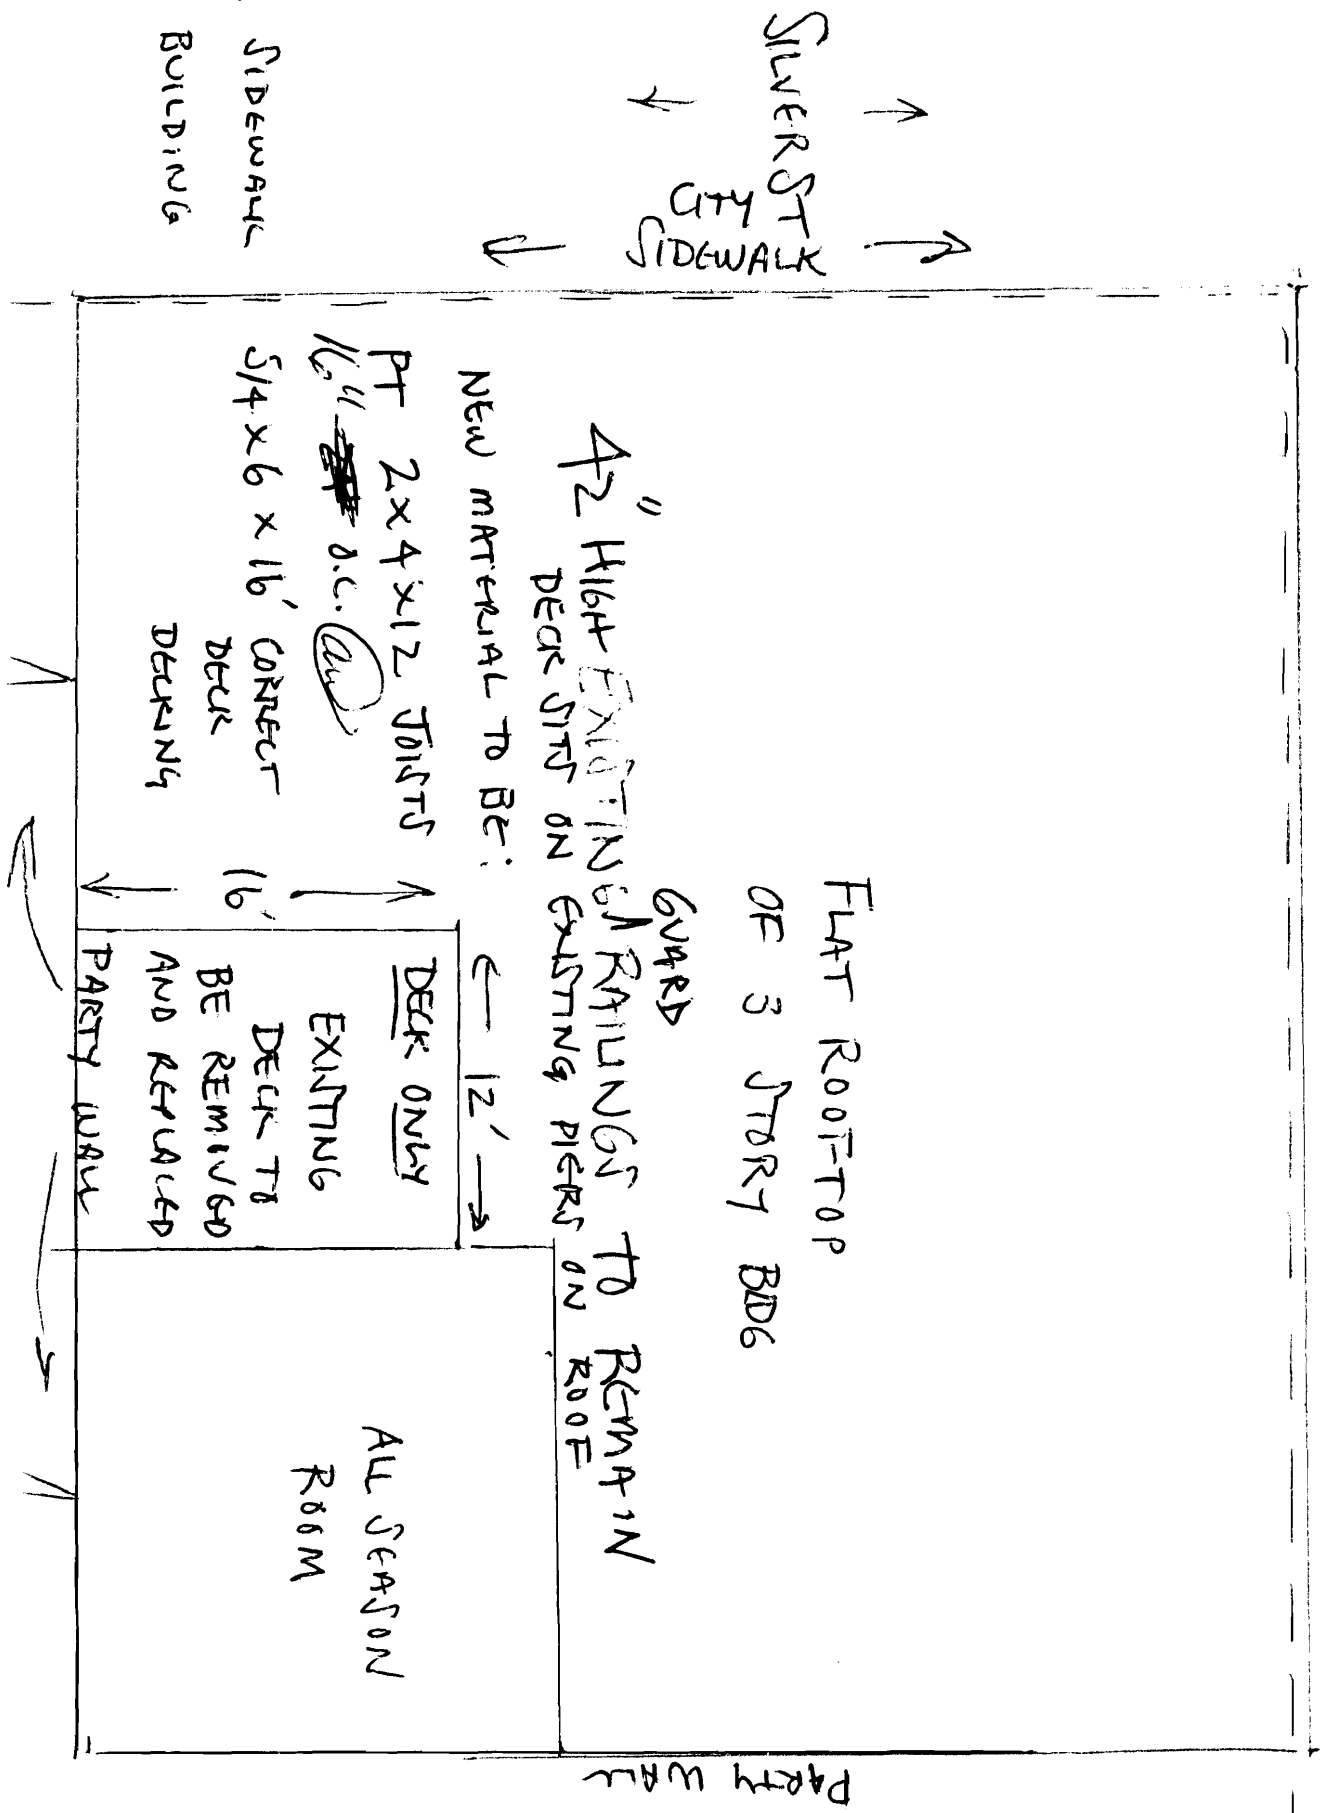 SILVER ST
CITY
SIDEWALK
SIDEWALK
BUILDING
FLAT ROOFTOP
OF 3 STORY BLDG
GUARD
42" HIGH EXISTING RAILINGS TO REMAIN
DECK SITS ON EXISTING PIERS ON ROOF
NEW MATERIAL TO BE:
PT 2x4x12 JOISTS
16" O.C.
5/4 x 6 x 16' CORRECT
DECK
DECKING
16'
12'
DECK ONLY
EXISTING
DECK TO
BE REMOVED
AND REPLACED
PARTY WALL
ALL SEASON
ROOM
PARTY WALL